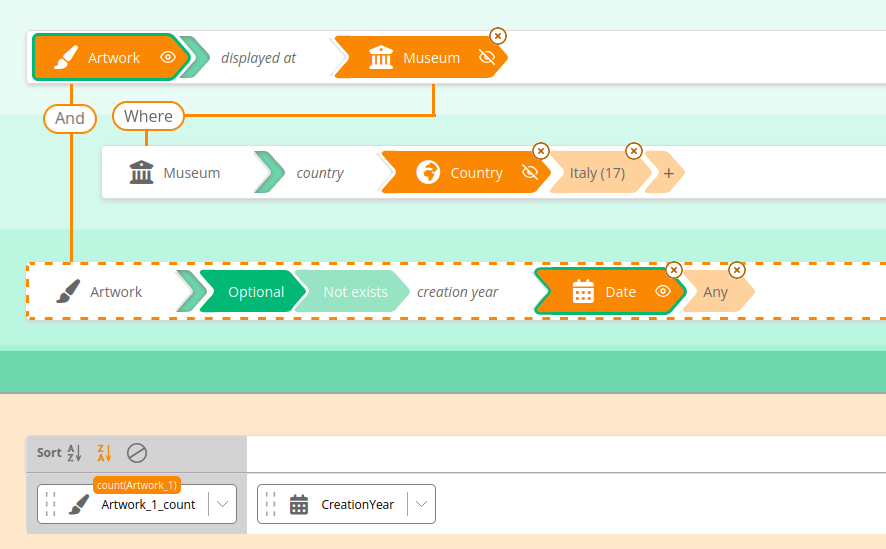 Artwork displayed at Museum
And Where
Museum country Country Italy (17) +
Artwork Optional Not exists creation year Date Any
Sort A Z Z A
count(Artwork_1)
Artwork_1_count CreationYear